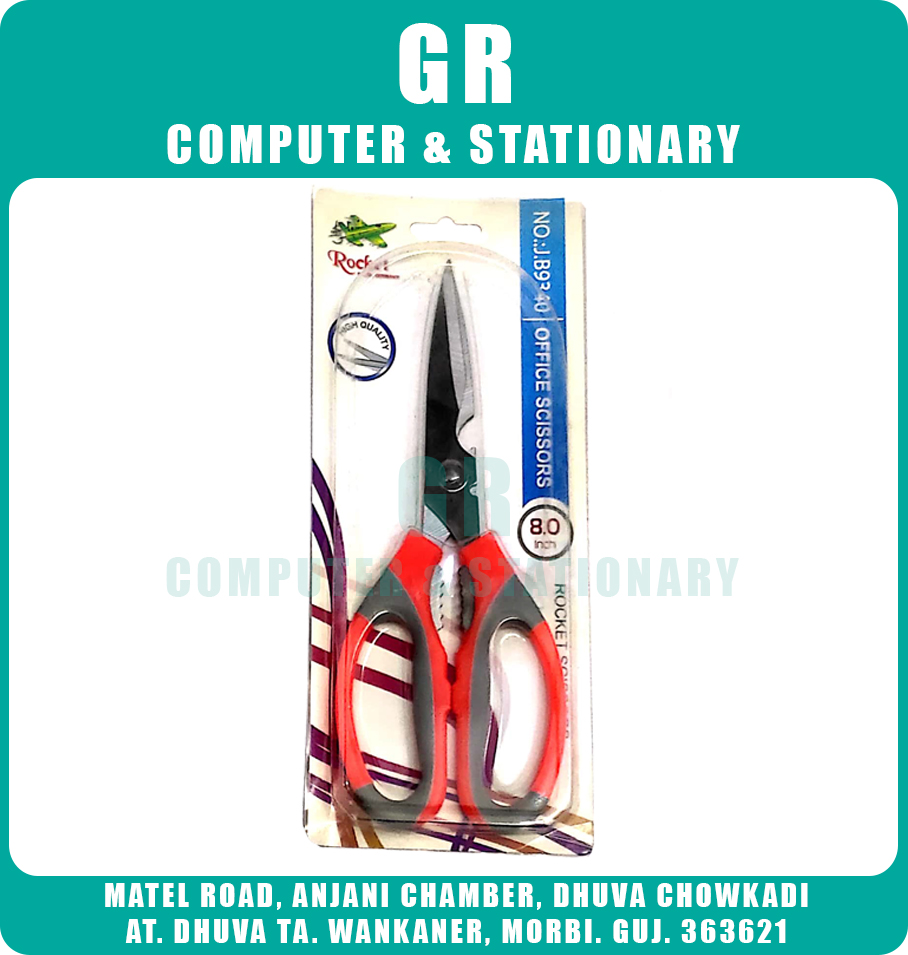 GR
COMPUTER & STATIONARY
Rocket
HIGH QUALITY
NO.:J.B9340 | OFFICE SCISSORS
8.0
inch
GR
COMPUTER & STATIONARY
ROCKET
MATEL ROAD, ANJANI CHAMBER, DHUVA CHOWKADI
AT. DHUVA TA. WANKANER, MORBI. GUJ. 363621